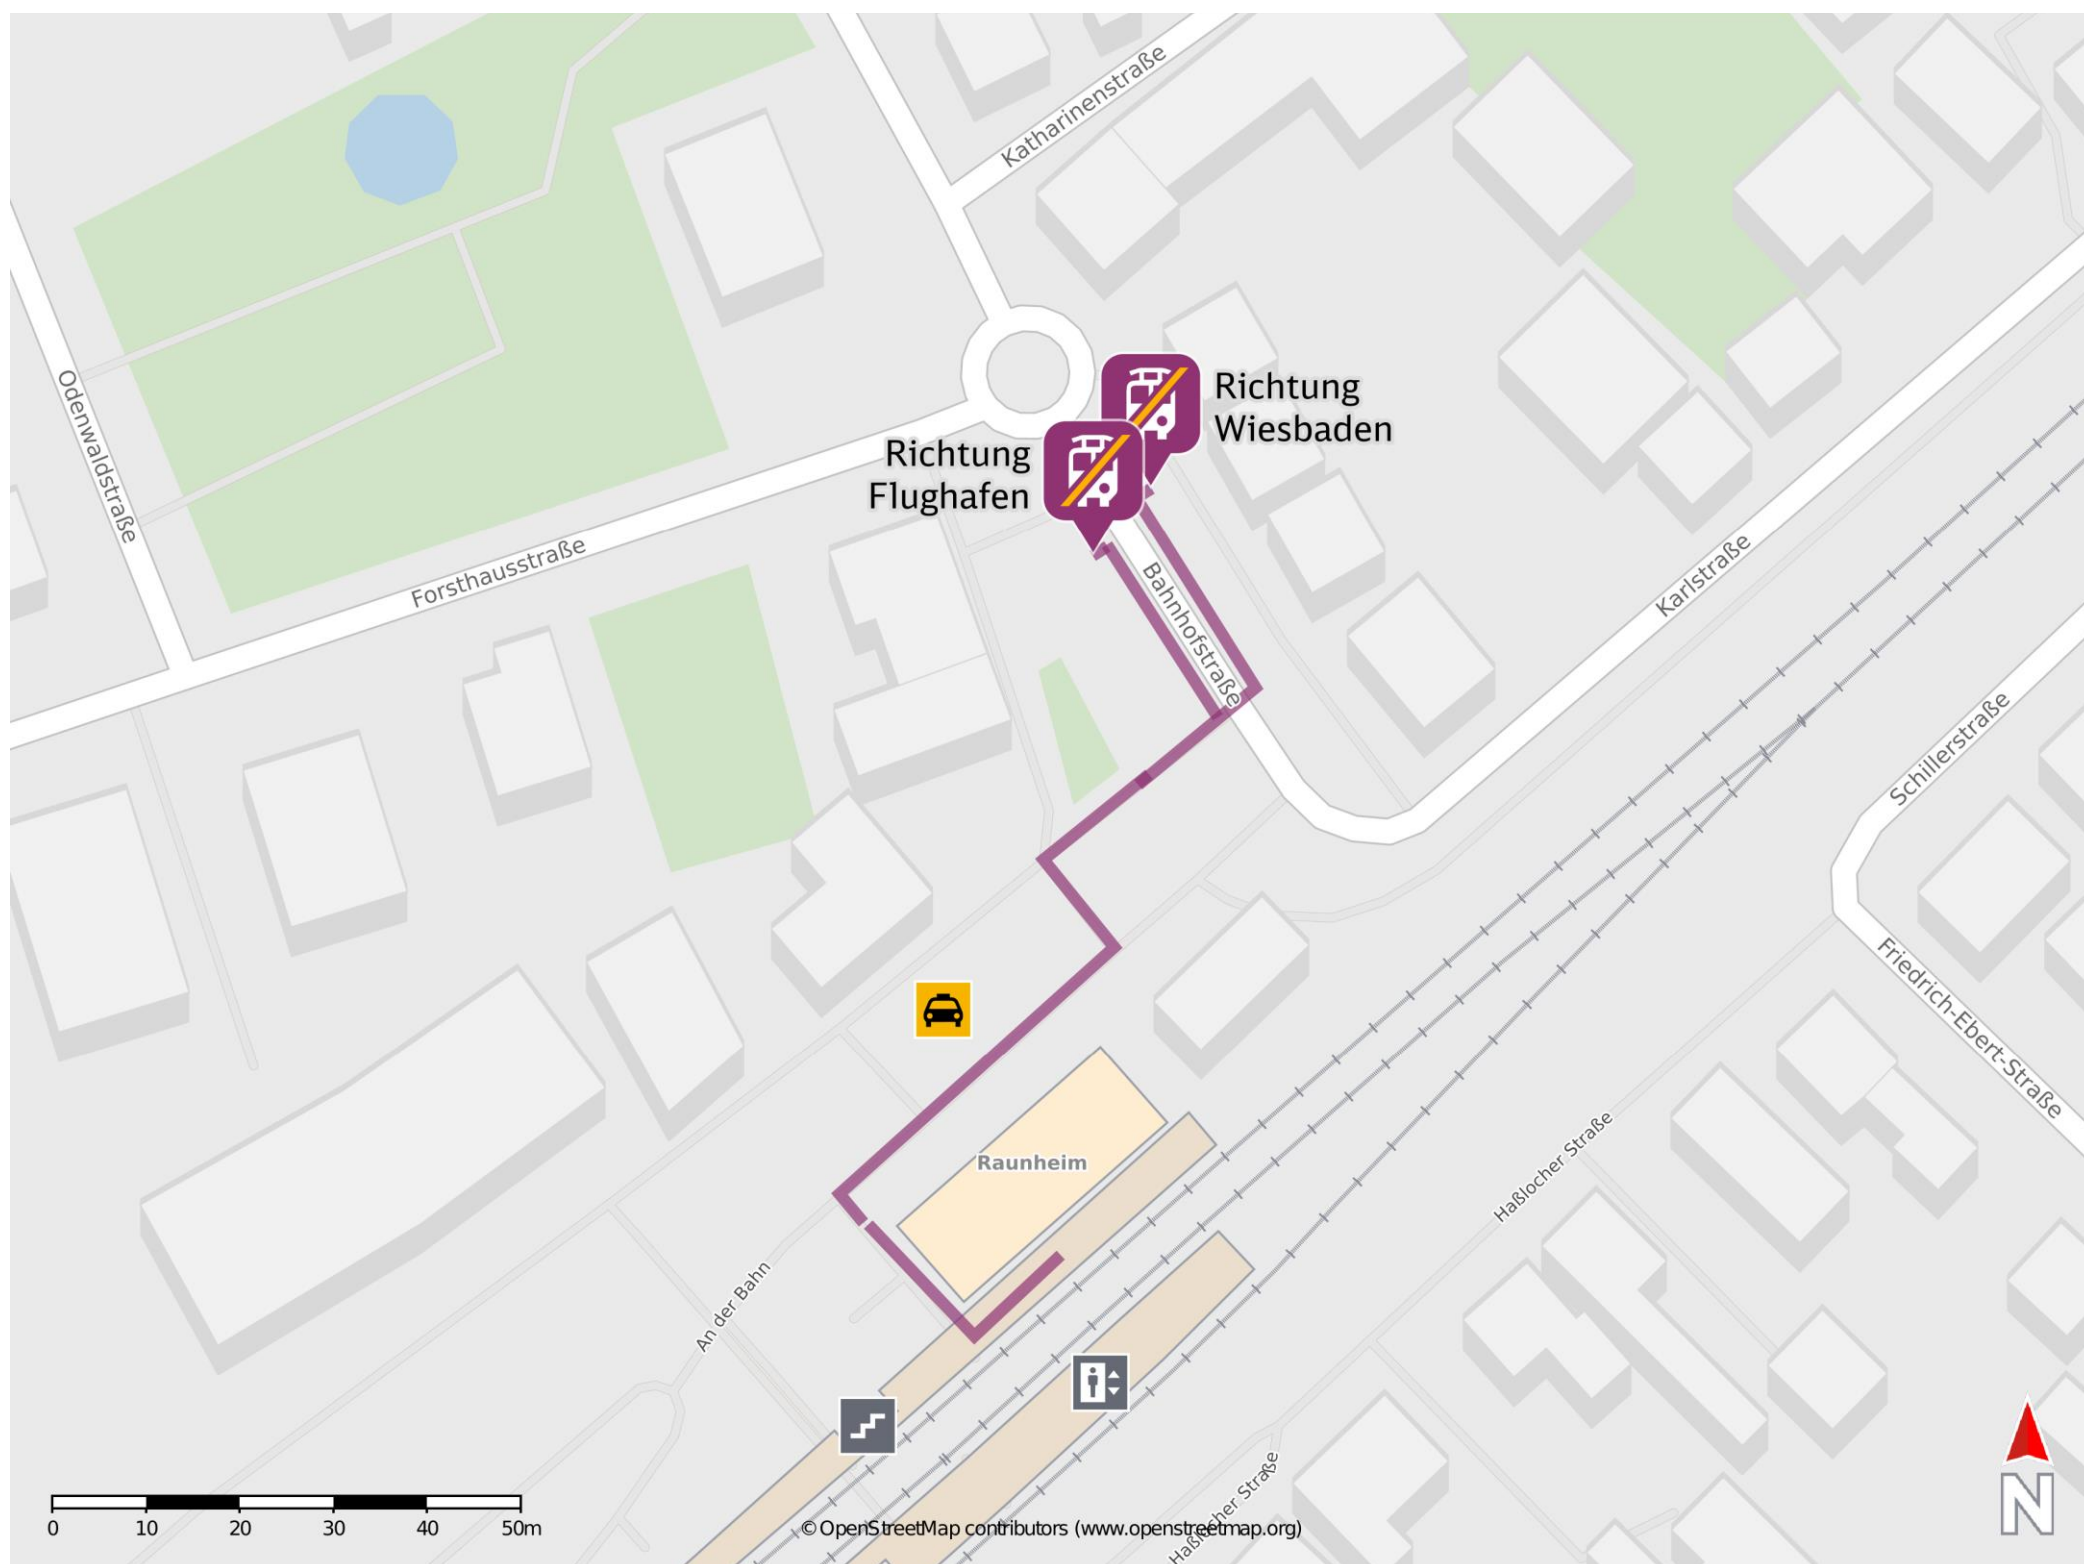 Katharinenstraße
Richtung
Wiesbaden
Richtung
Flughafen
Odenwaldstraße
Forsthausstraße
Bahnhofstraße
Karlstraße
Schillerstraße
Friedrich-Ebert-Straße
Raunheim
Haßlocher Straße
An der Bahn
Haßlocher Straße
0 10 20 30 40 50m
©OpenStreetMap contributors (www.openstreetmap.org)
N